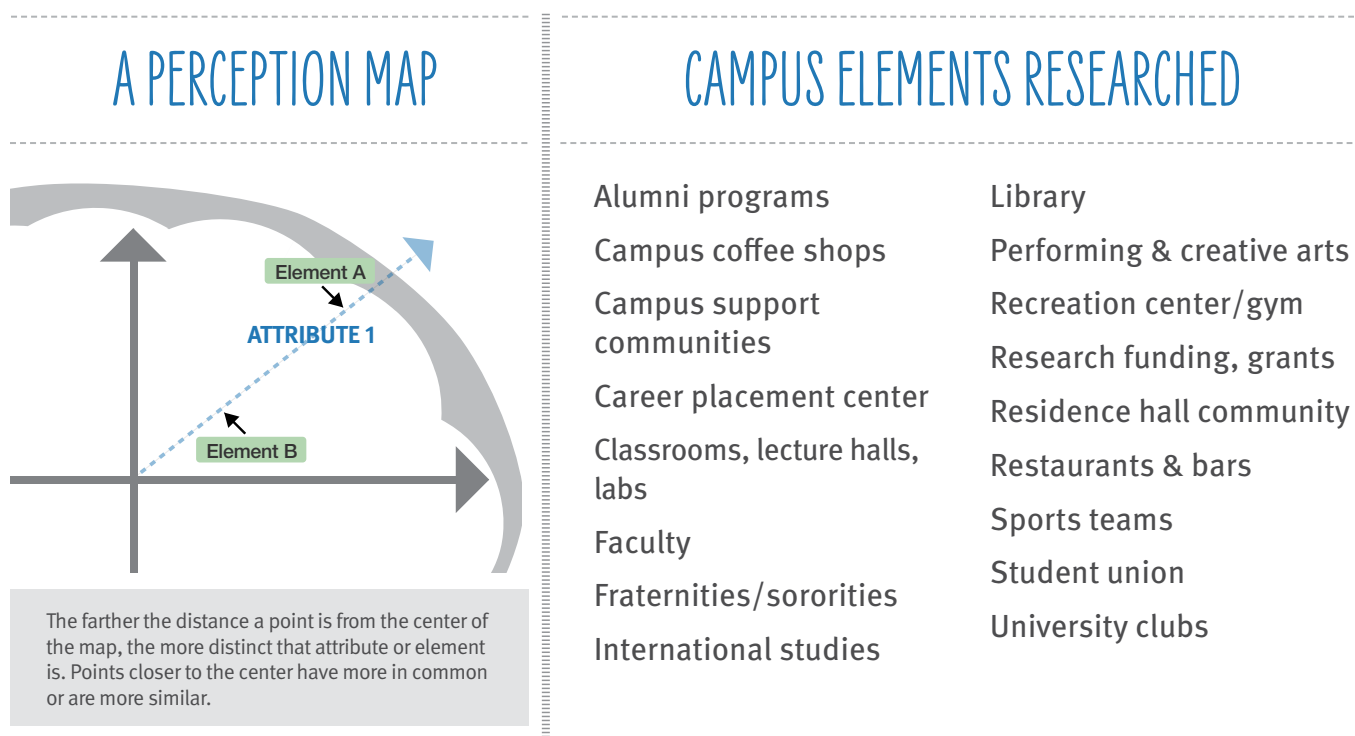 A PERCEPTION MAP
Element A
ATTRIBUTE 1
Element B
The farther the distance a point is from the center of
the map, the more distinct that attribute or element
is. Points closer to the center have more in common
or are more similar.
CAMPUS ELEMENTS RESEARCHED
Alumni programs
Campus coffee shops
Campus support
communities
Career placement center
Classrooms, lecture halls,
labs
Faculty
Fraternities/sororities
International studies
Library
Performing & creative arts
Recreation center/gym
Research funding, grants
Residence hall community
Restaurants & bars
Sports teams
Student union
University clubs